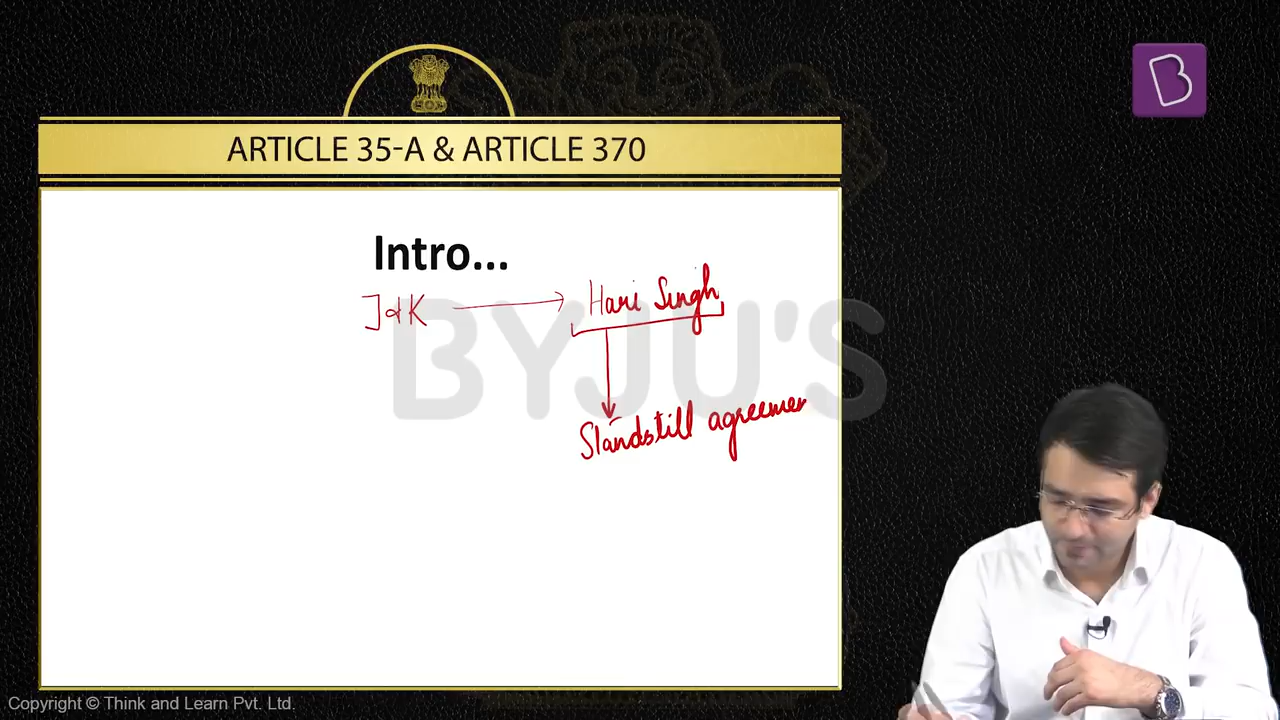 ARTICLE 35-A & ARTICLE 370
Intro...
J&K → Hari Singh
Standstill agreemen
BYJU'S
Copyright © Think and Learn Pvt. Ltd.